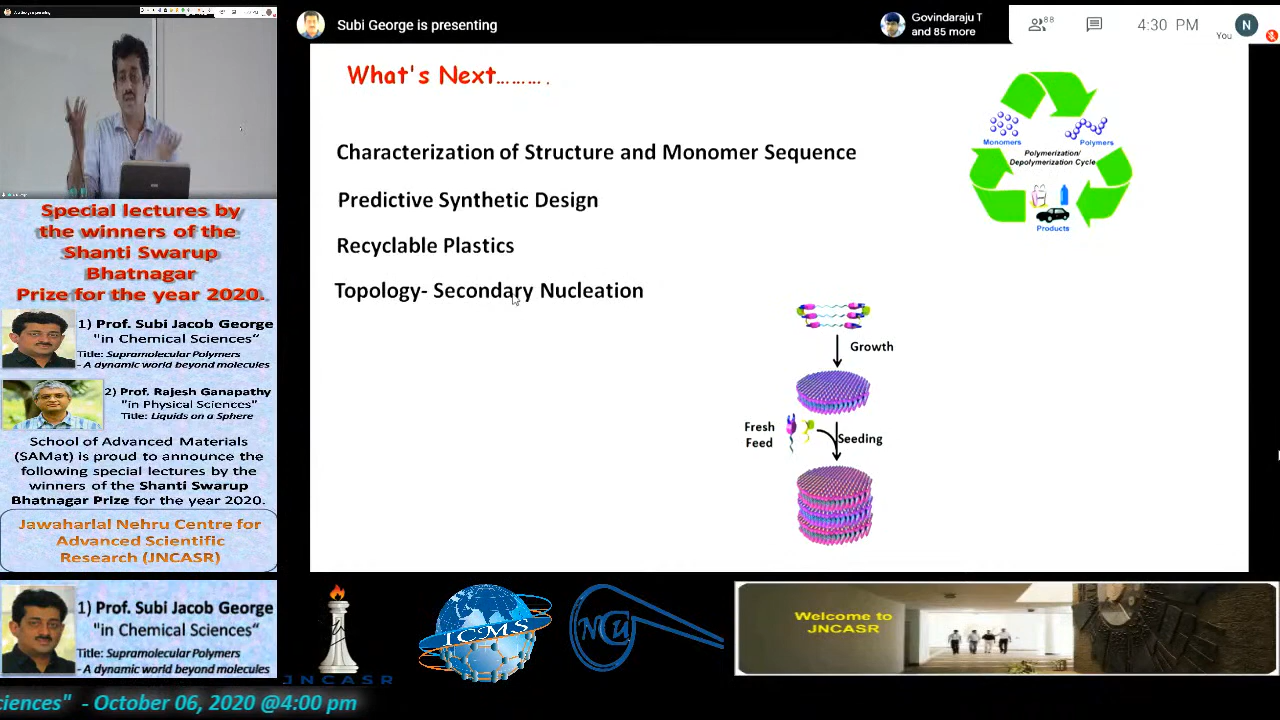 Subi George is presenting
Govindaraju T
and 85 more
88
4:30 PM
You
N
What's Next.........
Characterization of Structure and Monomer Sequence
Predictive Synthetic Design
Recyclable Plastics
Topology- Secondary Nucleation
Monomers
Polymers
Polymerization/
Depolymerization Cycle
Products
Growth
Fresh
Feed
Seeding
Special lectures by
the winners of the
Shanti Swarup
Bhatnagar
Prize for the year 2020.
1) Prof. Subi Jacob George
"in Chemical Sciences“
Title: Supramolecular Polymers
- A dynamic world beyond molecules
2) Prof. Rajesh Ganapathy
"in Physical Sciences”
Title: Liquids on a Sphere
School of Advanced Materials
(SAMat) is proud to announce the
following special lectures by the
winners of the Shanti Swarup
Bhatnagar Prize for the year 2020.
Jawaharlal Nehru Centre for
Advanced Scientific
Research (JNCASR)
1) Prof. Subi Jacob George
"in Chemical Sciences“
Title: Supramolecular Polymers
- A dynamic world beyond molecules
JNCASR
ICMS
NCU
Welcome to
JNCASR
ciences" - October 06, 2020 @4:00 pm